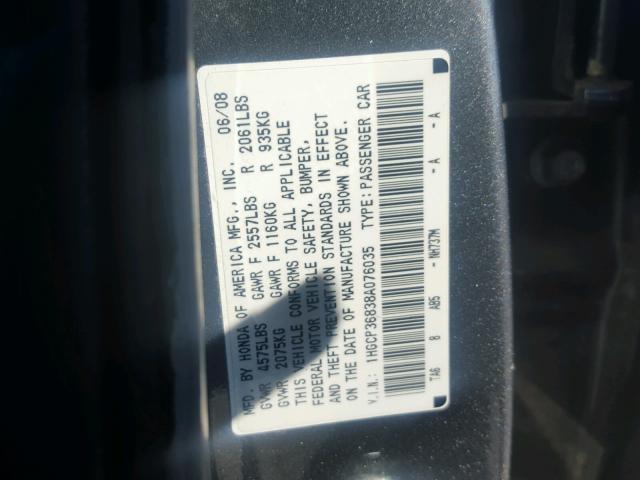 MFD. BY HONDA OF AMERICA MFG., INC. 06/08
GVWR 4575LBS GAWR F 2557LBS R 2061LBS
GVWR 2075KG GAWR F 1160KG R 935KG
THIS VEHICLE CONFORMS TO ALL APPLICABLE
FEDERAL MOTOR VEHICLE SAFETY, BUMPER,
AND THEFT PREVENTION STANDARDS IN EFFECT
ON THE DATE OF MANUFACTURE SHOWN ABOVE.
V.I.N.: 1HGCP36838A076035 TYPE: PASSENGER CAR
TA6 8 AB5 - NH737M - A - A